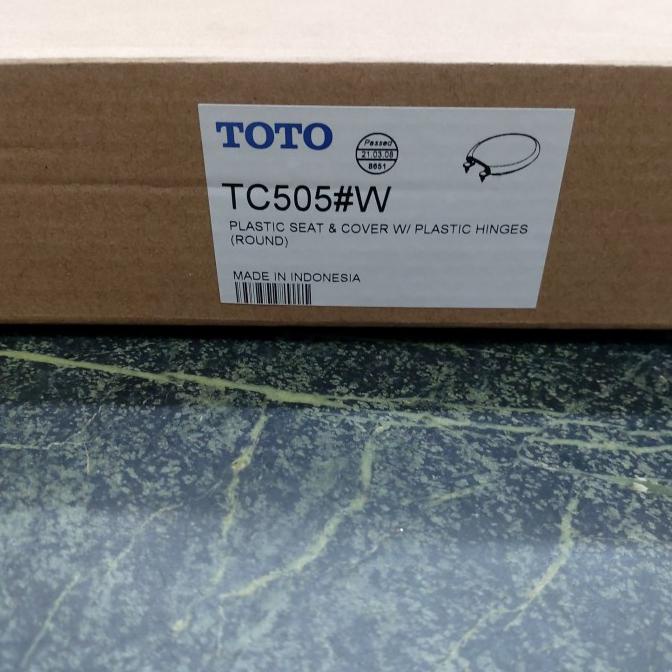 TOTO
Passed
21.03.08
8651
TC505#W
PLASTIC SEAT & COVER W/ PLASTIC HINGES
(ROUND)
MADE IN INDONESIA